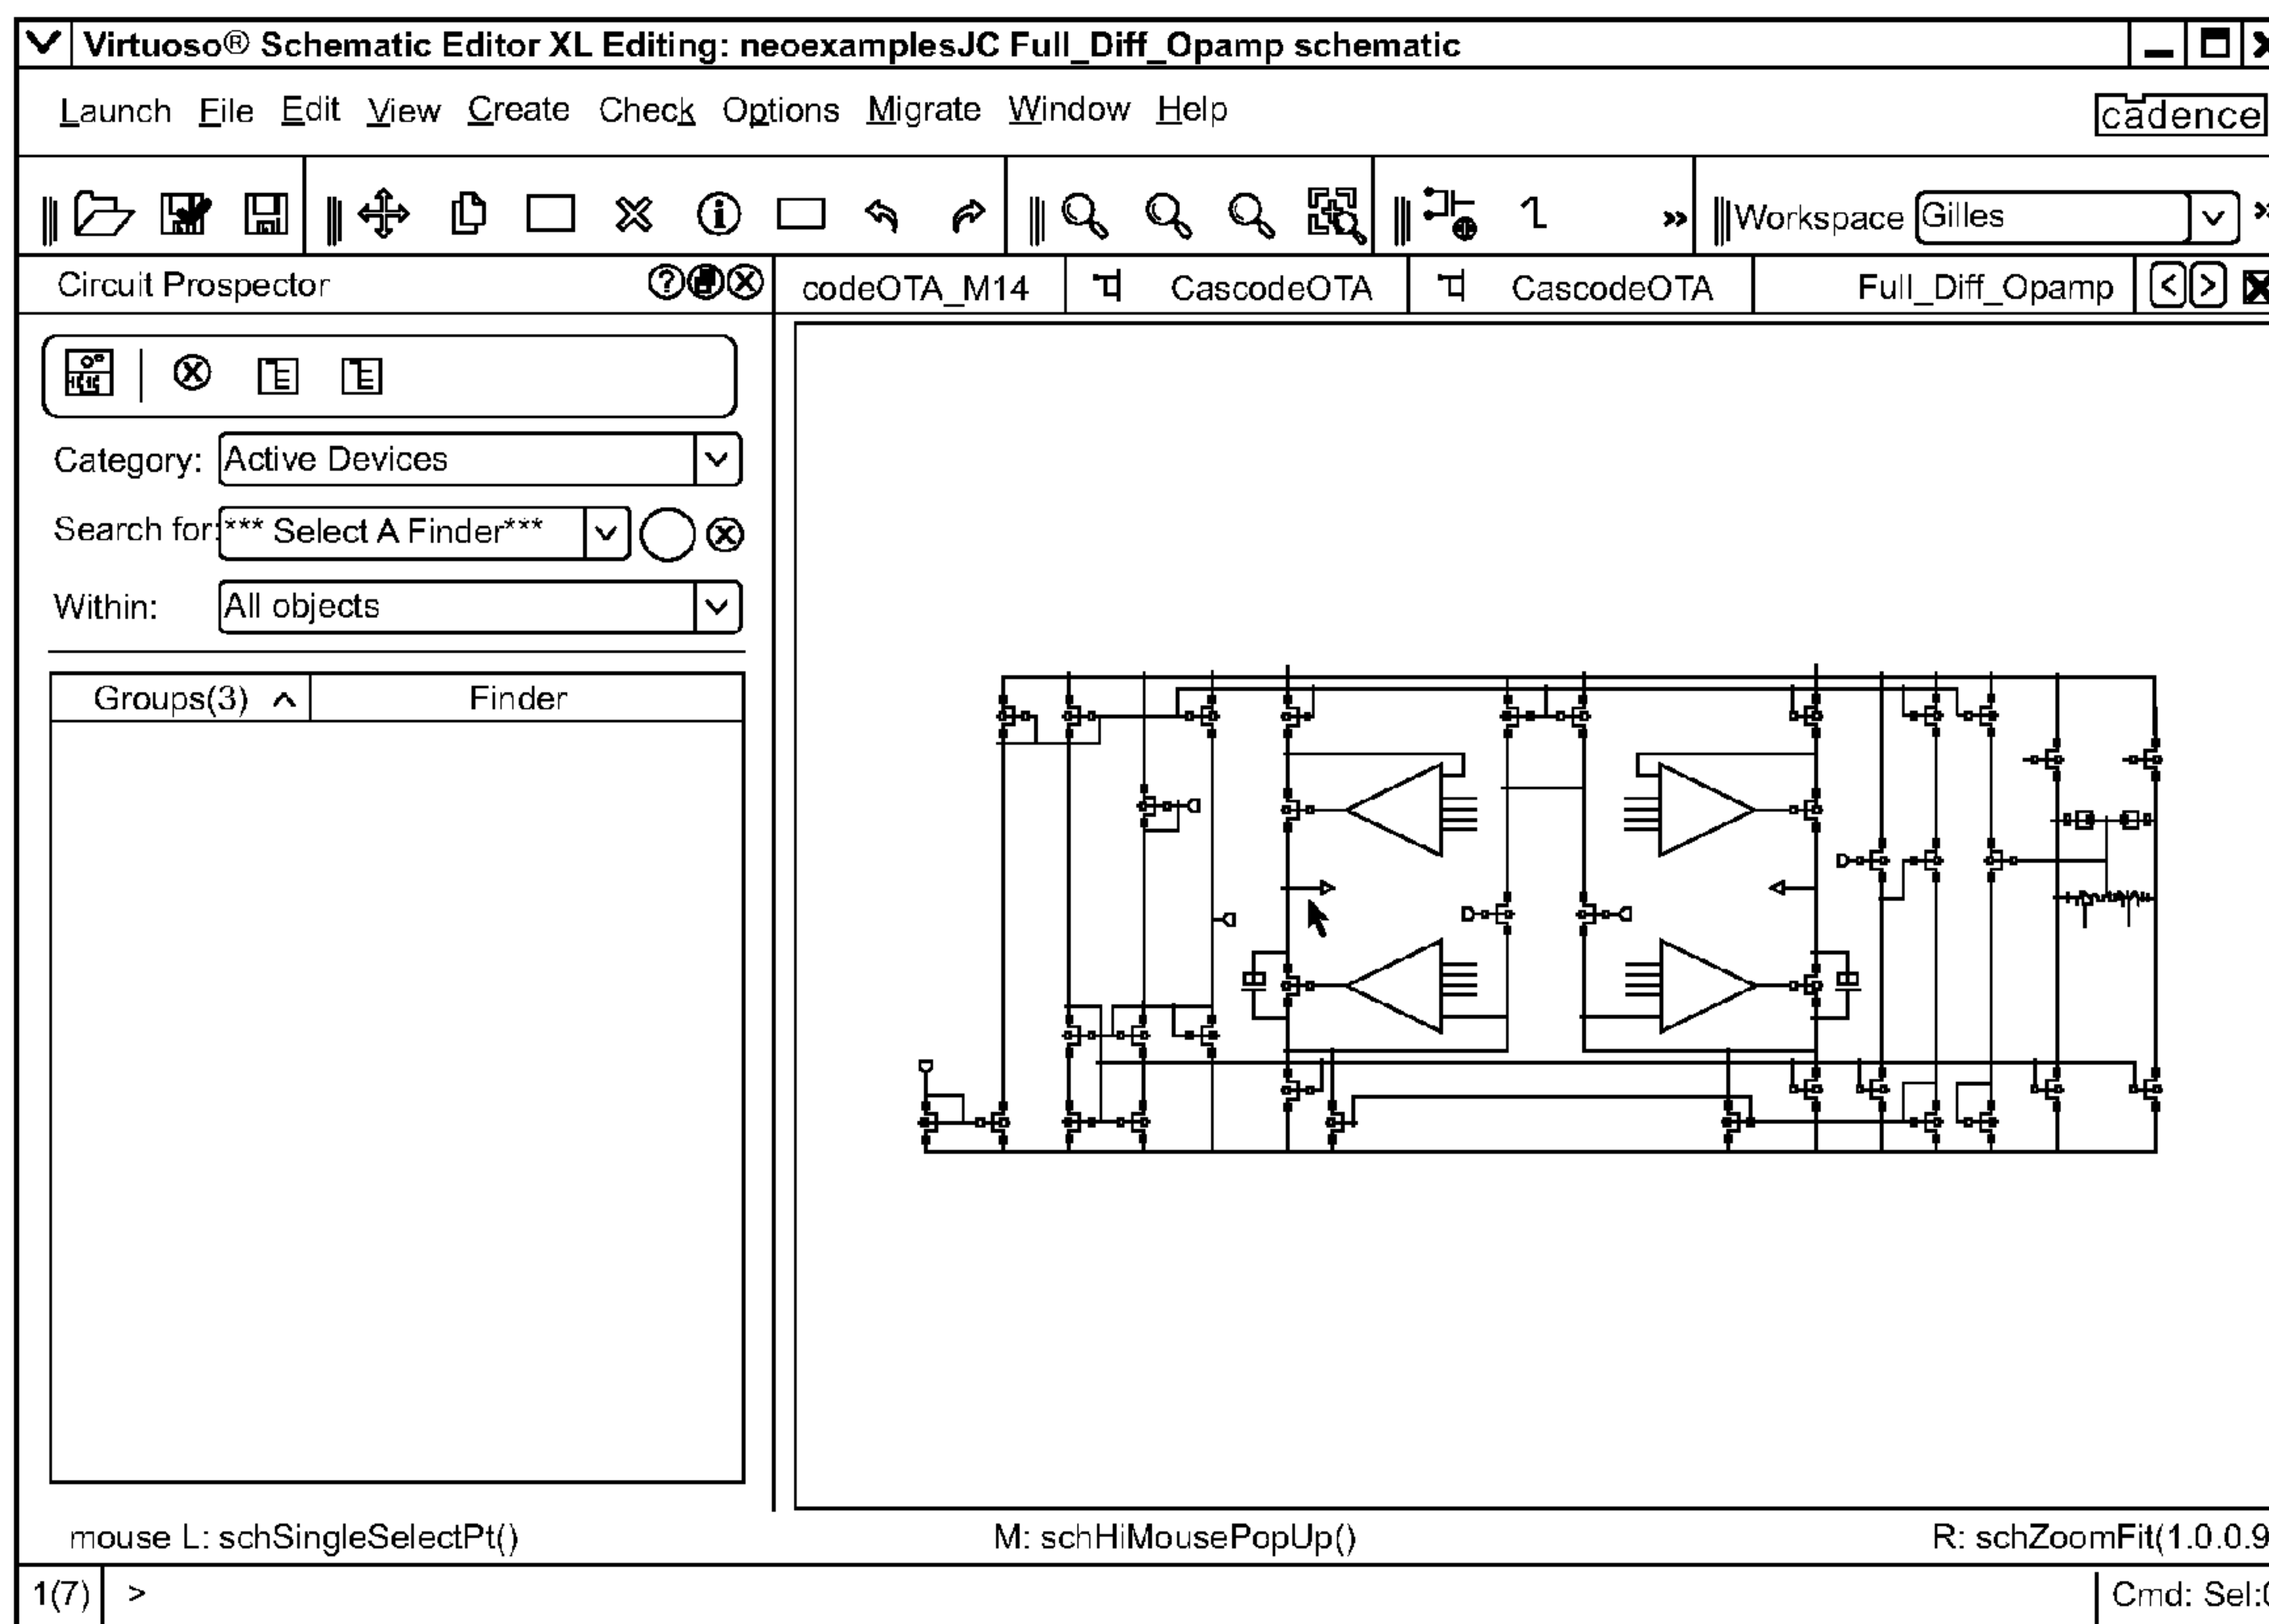 Virtuoso® Schematic Editor XL Editing: neoexamplesJC Full_Diff_Opamp schematic
Launch File Edit View Create Check Options Migrate Window Help
cadence
Workspace Gilles
Circuit Prospector
codeOTA_M14 CascodeOTA CascodeOTA Full_Diff_Opamp
Category: Active Devices
Search for: *** Select A Finder***
Within: All objects
Groups(3) Finder
mouse L: schSingleSelectPt() M: schHiMousePopUp() R: schZoomFit(1.0.0.9
1(7) > Cmd: Sel:0